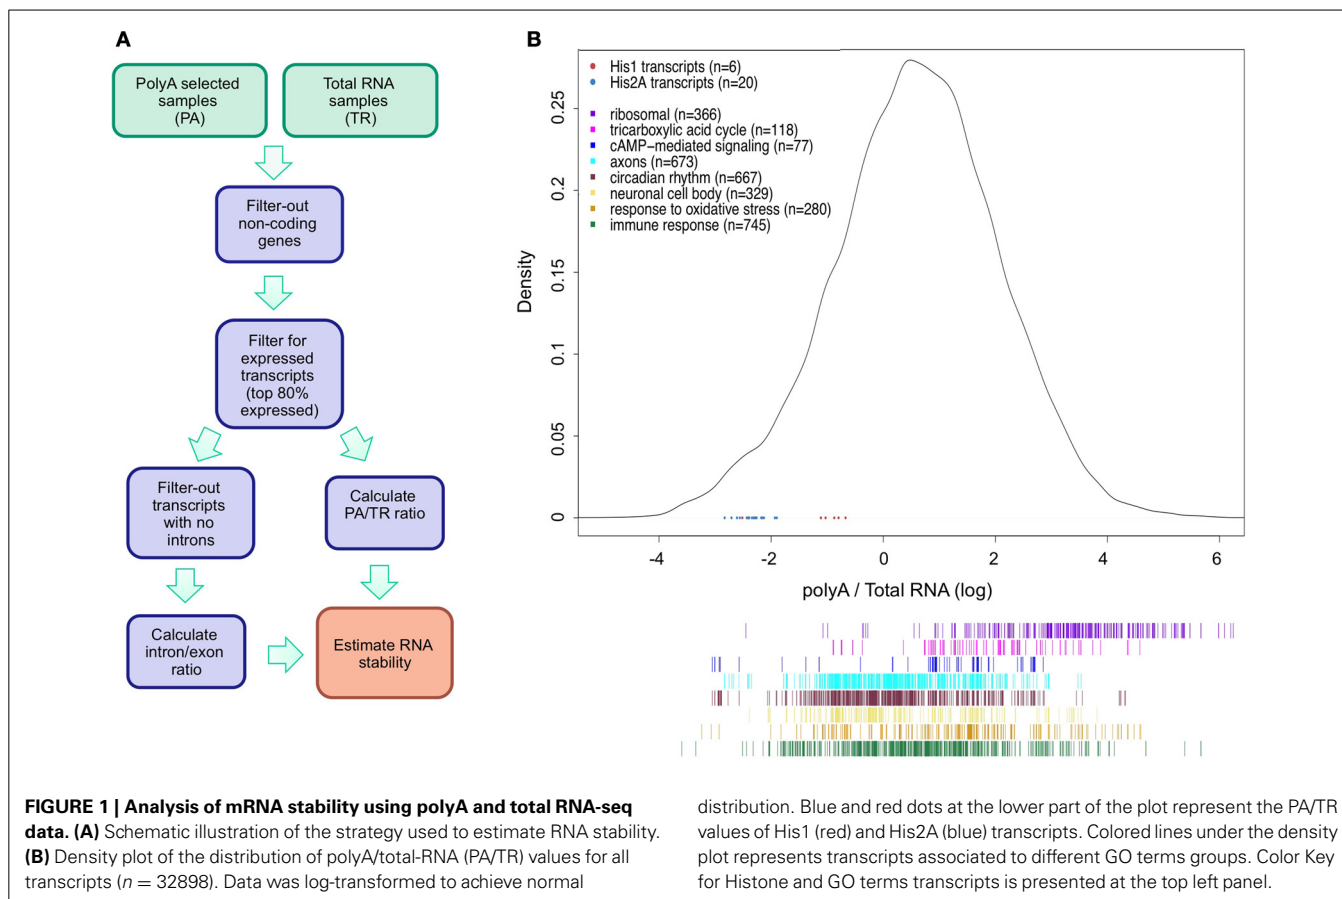 A
PolyA selected
samples
(PA)
Total RNA
samples
(TR)
Filter-out
non-coding
genes
Filter for
expressed
transcripts
(top 80%
expressed)
Filter-out
transcripts
with no
introns
Calculate
PA/TR ratio
Calculate
intron/exon
ratio
Estimate RNA
stability
B
His1 transcripts (n=6)
His2A transcripts (n=20)
ribosomal (n=366)
tricarboxylic acid cycle (n=118)
cAMP−mediated signaling (n=77)
axons (n=673)
circadian rhythm (n=667)
neuronal cell body (n=329)
response to oxidative stress (n=280)
immune response (n=745)
Density
0.25
0.2
0.15
0.1
0.05
0
-4 -2 0 2 4 6
polyA / Total RNA (log)
FIGURE 1 | Analysis of mRNA stability using polyA and total RNA-seq
data. (A) Schematic illustration of the strategy used to estimate RNA stability.
(B) Density plot of the distribution of polyA/total-RNA (PA/TR) values for all
transcripts (n = 32898). Data was log-transformed to achieve normal
distribution. Blue and red dots at the lower part of the plot represent the PA/TR
values of His1 (red) and His2A (blue) transcripts. Colored lines under the density
plot represents transcripts associated to different GO terms groups. Color Key
for Histone and GO terms transcripts is presented at the top left panel.